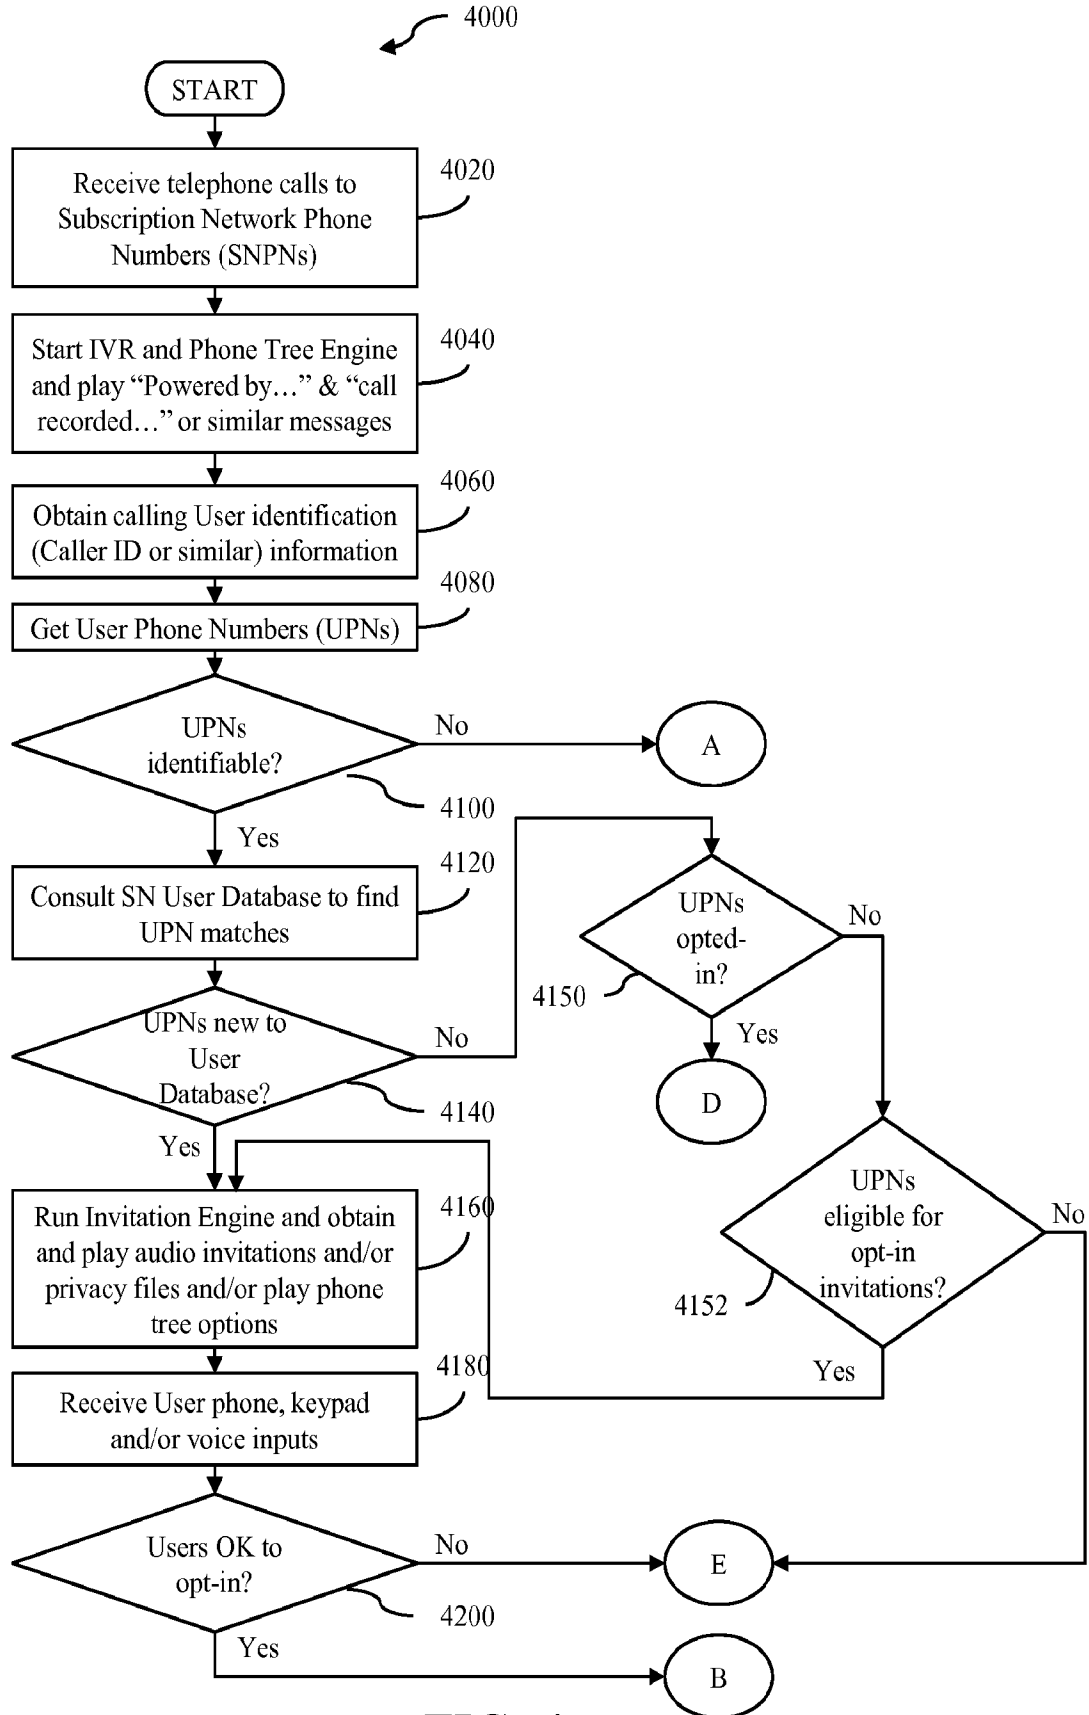 4000
START
4020
Receive telephone calls to
Subscription Network Phone
Numbers (SNPNs)
4040
Start IVR and Phone Tree Engine
and play “Powered by…” & “call
recorded…” or similar messages
4060
Obtain calling User identification
(Caller ID or similar) information
4080
Get User Phone Numbers (UPNs)
UPNs
identifiable?
No
A
4100
Yes
4120
Consult SN User Database to find
UPN matches
UPNs
opted-
in?
No
4150
Yes
D
UPNs new to
User
Database?
No
4140
Yes
UPNs
eligible for
opt-in
invitations?
No
4152
Yes
4160
Run Invitation Engine and obtain
and play audio invitations and/or
privacy files and/or play phone
tree options
4180
Receive User phone, keypad
and/or voice inputs
Users OK to
opt-in?
No
E
4200
Yes
B